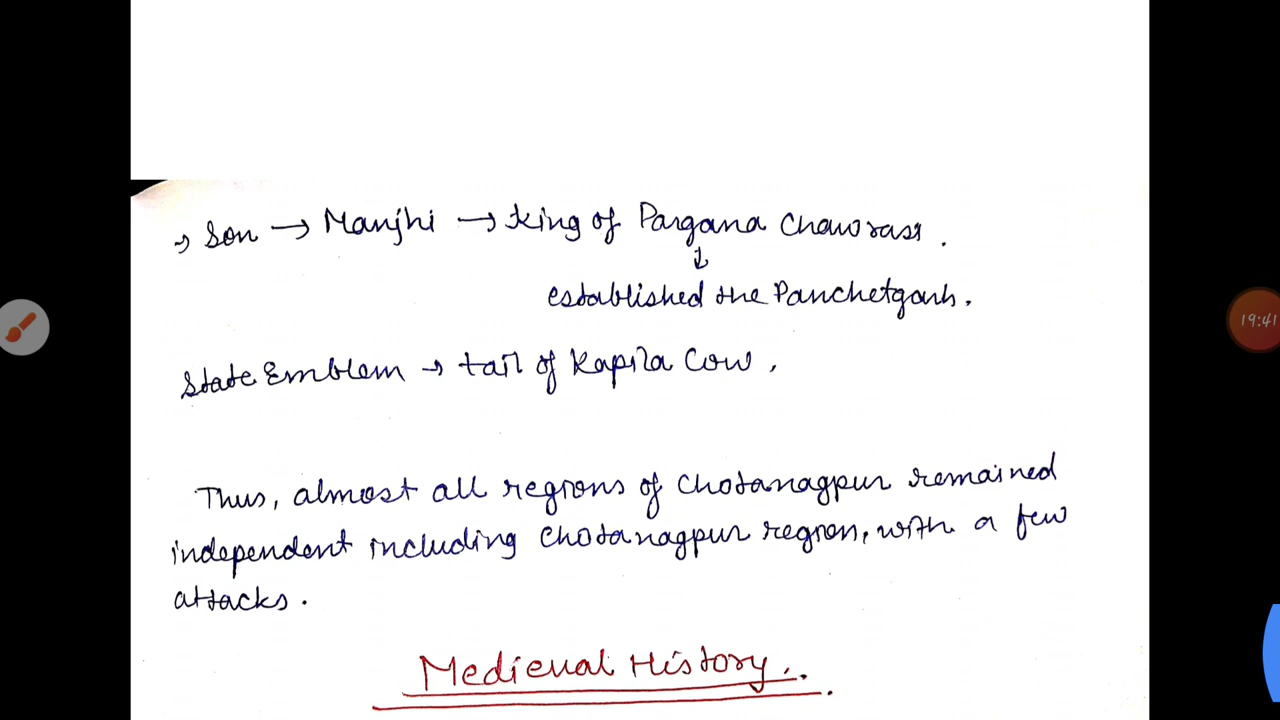 → Son → Manjhi → King of Pargana Chaurasi.
↓
established the Panchetgarh.
State Emblem → tail of Kapila Cow.
Thus, almost all regions of Chotanagpur remained
independent including Chotanagpur region, with a few
attacks.
Medieval History..
19:41